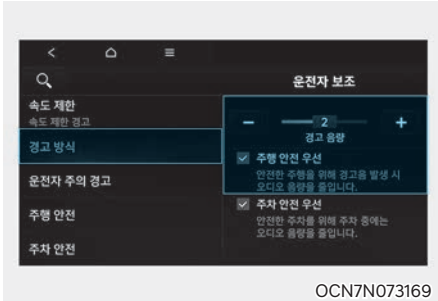 운전자 보조
속도 제한
속도 제한 경고
경고 방식
운전자 주의 경고
주행 안전
주차 안전
− 2 +
경고 음량
주행 안전 우선
안전한 주행을 위해 경고음 발생 시
오디오 음량을 줄입니다.
주차 안전 우선
안전한 주차를 위해 주차 중에는
오디오 음량을 줄입니다.
OCN7N073169